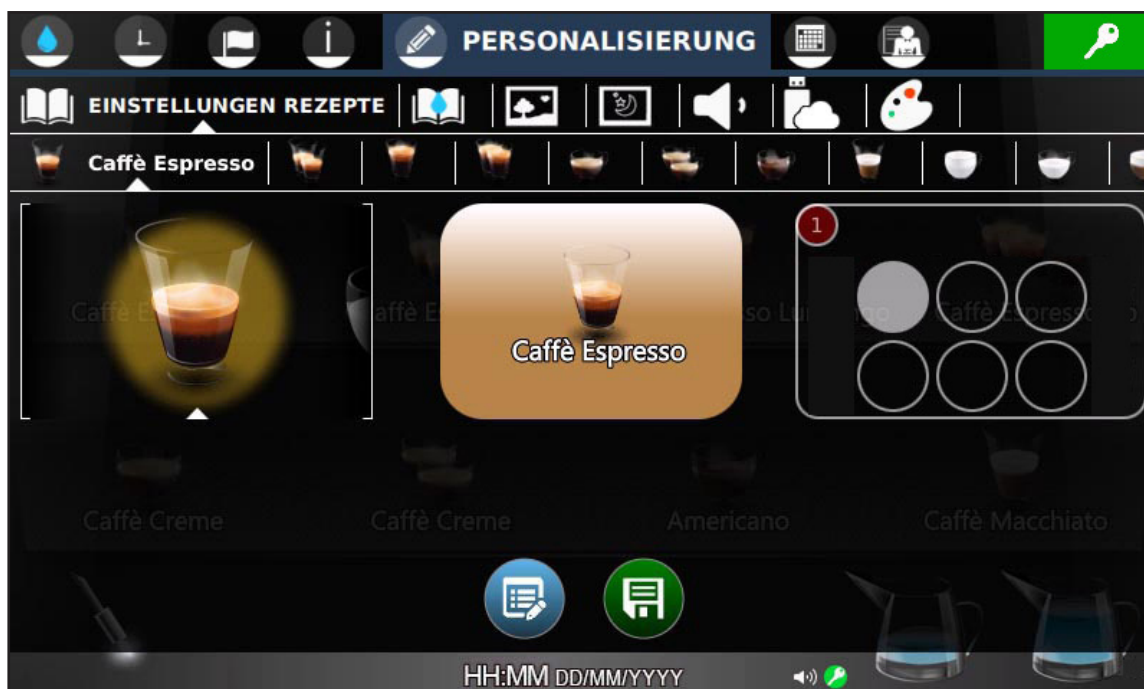 PERSONALISIERUNG
EINSTELLUNGEN REZEPTE
Caffè Espresso
1
Caffè Espresso
Caffè Creme
Caffè Creme
Americano
Caffè Macchiato
HH:MM DD/MM/YYYY